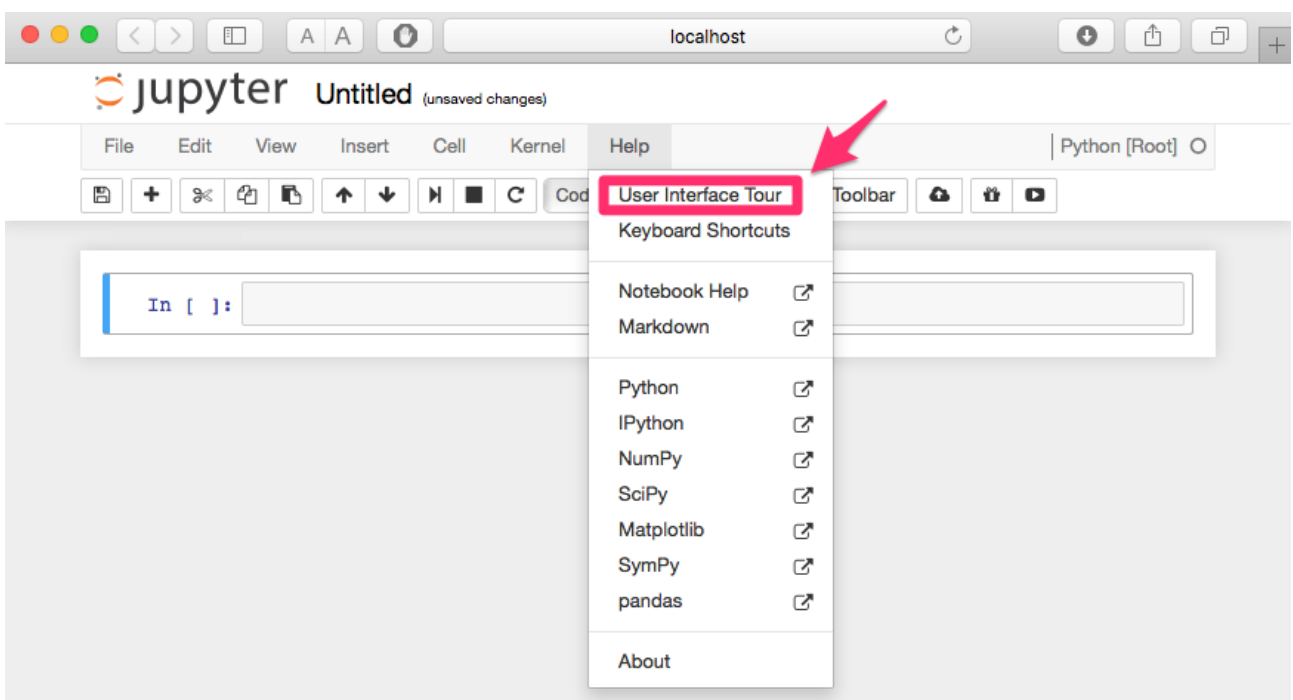 A A localhost
jupyter Untitled (unsaved changes)
File Edit View Insert Cell Kernel Help Python [Root]
Cod Toolbar
User Interface Tour
Keyboard Shortcuts
In [ ]:
Notebook Help
Markdown
Python
IPython
NumPy
SciPy
Matplotlib
SymPy
pandas
About